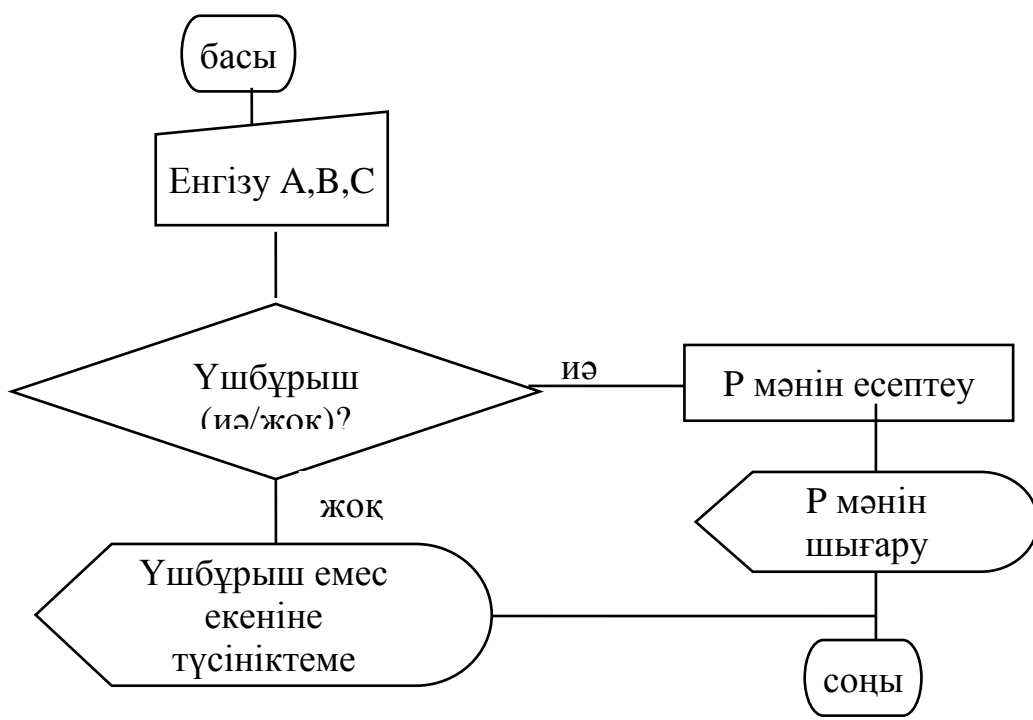 басы
Енгізу A,B,C
Үшбұрыш
(иә/жоқ)?
иә
Р мәнін есептеу
жоқ
Р мәнін
шығару
Үшбұрыш емес
екеніне
түсініктеме
соңы